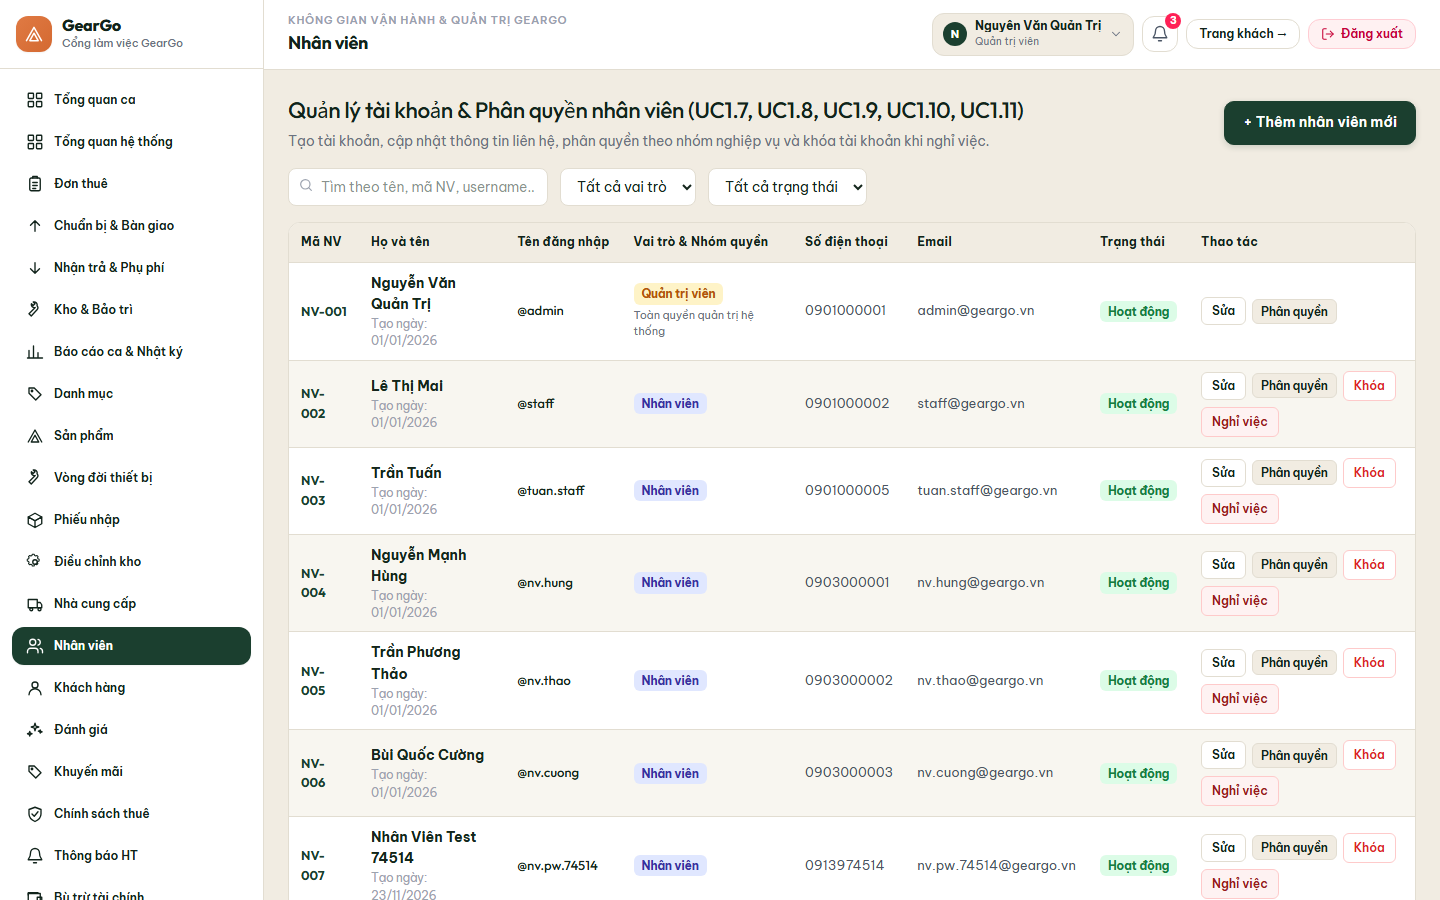 GearGo
Cổng làm việc GearGo
Tổng quan ca
Tổng quan hệ thống
Đơn thuê
Chuẩn bị & Bàn giao
Nhận trả & Phụ phí
Kho & Bảo trì
Báo cáo ca & Nhật ký
Danh mục
Sản phẩm
Vòng đời thiết bị
Phiếu nhập
Điều chỉnh kho
Nhà cung cấp
Nhân viên
Khách hàng
Đánh giá
Khuyến mãi
Chính sách thuê
Thông báo HT
Bù trừ tài chính
KHÔNG GIAN VẬN HÀNH & QUẢN TRỊ GEARGO
Nhân viên
N
Nguyễn Văn Quản Trị
Quản trị viên
3
Trang khách →
Đăng xuất
Quản lý tài khoản & Phân quyền nhân viên (UC1.7, UC1.8, UC1.9, UC1.10, UC1.11)
Tạo tài khoản, cập nhật thông tin liên hệ, phân quyền theo nhóm nghiệp vụ và khóa tài khoản khi nghỉ việc.
+ Thêm nhân viên mới
Tìm theo tên, mã NV, username..
Tất cả vai trò
Tất cả trạng thái
Mã NV Họ và tên Tên đăng nhập Vai trò & Nhóm quyền Số điện thoại Email Trạng thái Thao tác
NV-001
Nguyễn Văn
Quản Trị
Tạo ngày:
01/01/2026
@admin
Quản trị viên
Toàn quyền quản trị hệ
thống
0901000001
admin@geargo.vn
Hoạt động
Sửa
Phân quyền
NV-
002
Lê Thị Mai
Tạo ngày:
01/01/2026
@staff
Nhân viên
0901000002
staff@geargo.vn
Hoạt động
Sửa
Phân quyền
Khóa
Nghỉ việc
NV-
003
Trần Tuấn
Tạo ngày:
01/01/2026
@tuan.staff
Nhân viên
0901000005
tuan.staff@geargo.vn
Hoạt động
Sửa
Phân quyền
Khóa
Nghỉ việc
NV-
004
Nguyễn Mạnh
Hùng
Tạo ngày:
01/01/2026
@nv.hung
Nhân viên
0903000001
nv.hung@geargo.vn
Hoạt động
Sửa
Phân quyền
Khóa
Nghỉ việc
NV-
005
Trần Phương
Thảo
Tạo ngày:
01/01/2026
@nv.thao
Nhân viên
0903000002
nv.thao@geargo.vn
Hoạt động
Sửa
Phân quyền
Khóa
Nghỉ việc
NV-
006
Bùi Quốc Cường
Tạo ngày:
01/01/2026
@nv.cuong
Nhân viên
0903000003
nv.cuong@geargo.vn
Hoạt động
Sửa
Phân quyền
Khóa
Nghỉ việc
NV-
007
Nhân Viên Test
74514
Tạo ngày:
23/11/2026
@nv.pw.74514
Nhân viên
0913974514
nv.pw.74514@geargo.vn
Hoạt động
Sửa
Phân quyền
Khóa
Nghỉ việc